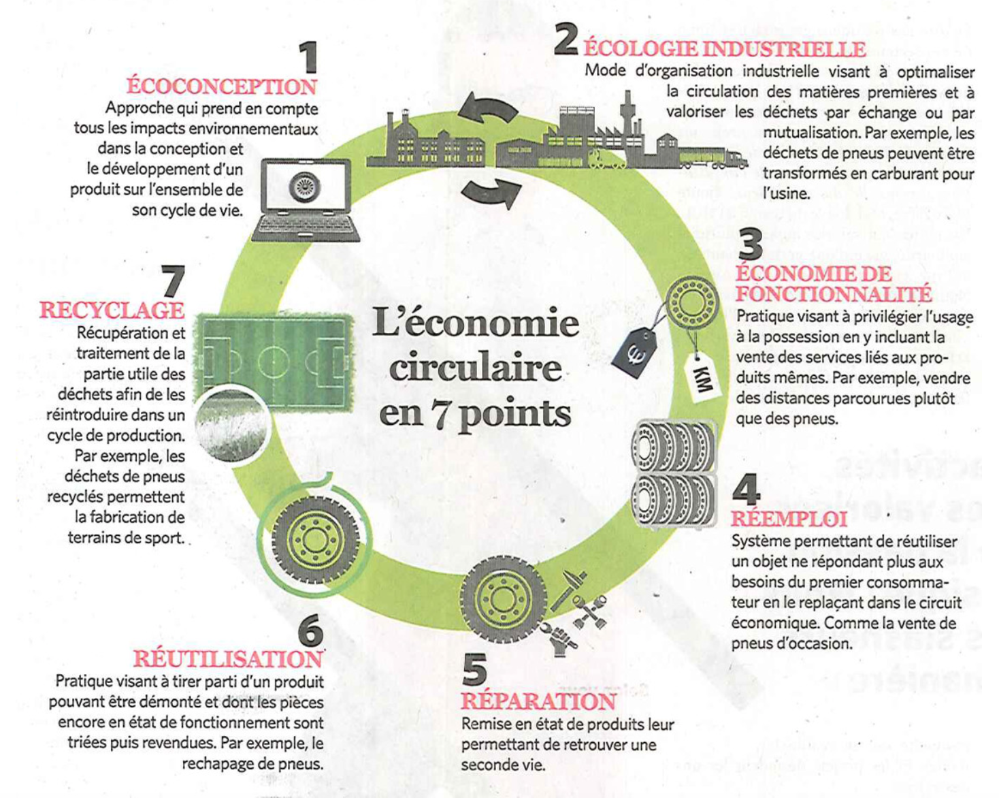 1
ÉCOCONCEPTION
Approche qui prend en compte
tous les impacts environnementaux
dans la conception et
le développement d'un
produit sur l'ensemble de
son cycle de vie.
2 ÉCOLOGIE INDUSTRIELLE
Mode d'organisation industrielle visant à optimaliser
la circulation des matières premières et à
valoriser les déchets par échange ou par
mutualisation. Par exemple, les
déchets de pneus peuvent être
transformés en carburant pour
l'usine.
3
ÉCONOMIE DE
FONCTIONNALITÉ
Pratique visant à privilégier l'usage
à la possession en y incluant la
vente des services liés aux pro-
duits mêmes. Par exemple, vendre
des distances parcourues plutôt
que des pneus.
€
KM
L'économie
circulaire
en 7 points
4
RÉEMPLOI
Système permettant de réutiliser
un objet ne répondant plus aux
besoins du premier consomma-
teur en le replaçant dans le circuit
économique. Comme la vente de
pneus d'occasion.
5
RÉPARATION
Remise en état de produits leur
permettant de retrouver une
seconde vie.
6
RÉUTILISATION
Pratique visant à tirer parti d'un produit
pouvant être démonté et dont les pièces
encore en état de fonctionnement sont
triées puis revendues. Par exemple, le
rechapage de pneus.
7
RECYCLAGE
Récupération et
traitement de la
partie utile des
déchets afin de les
réintroduire dans un
cycle de production.
Par exemple, les
déchets de pneus
recyclés permettent
la fabrication de
terrains de sport.